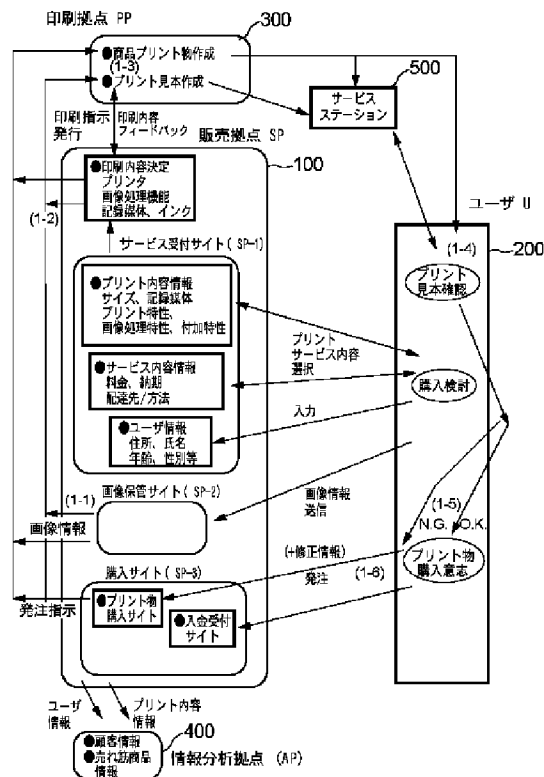 印刷拠点 PP
300
●商品プリント物作成
(1-3)
●プリント見本作成
500
サービス
ステーション
印刷指示
発行
印刷内容
フィードバック
販売拠点 SP
100
●印刷内容決定
プリンタ
画像処理機能
記録媒体、インク
(1-2)
ユーザ U
200
サービス受付サイト( SP-1)
(1-4)
プリント
見本確認
●プリント内容情報
サイズ、記録媒体
プリント特性、
画像処理特性、付加特性
プリント
サービス内容
選択
●サービス内容情報
料金、納期
配達先/方法
購入検討
入力
●ユーザ情報
住所、氏名
年齢、性別等
画像保管サイト( SP-2)
(1-1)
画像情報
画像情報
送信
(1-5)
N.G.
O.K.
プリント物
購入意志
(+修正情報)
発注
(1-6)
購入サイト(SP-3)
発注指示
●プリント物
購入サイト
●入金受付
サイト
ユーザ
情報
プリント内容
情報
400
●顧客情報
●売れ筋商品
情報
情報分析拠点 (AP)